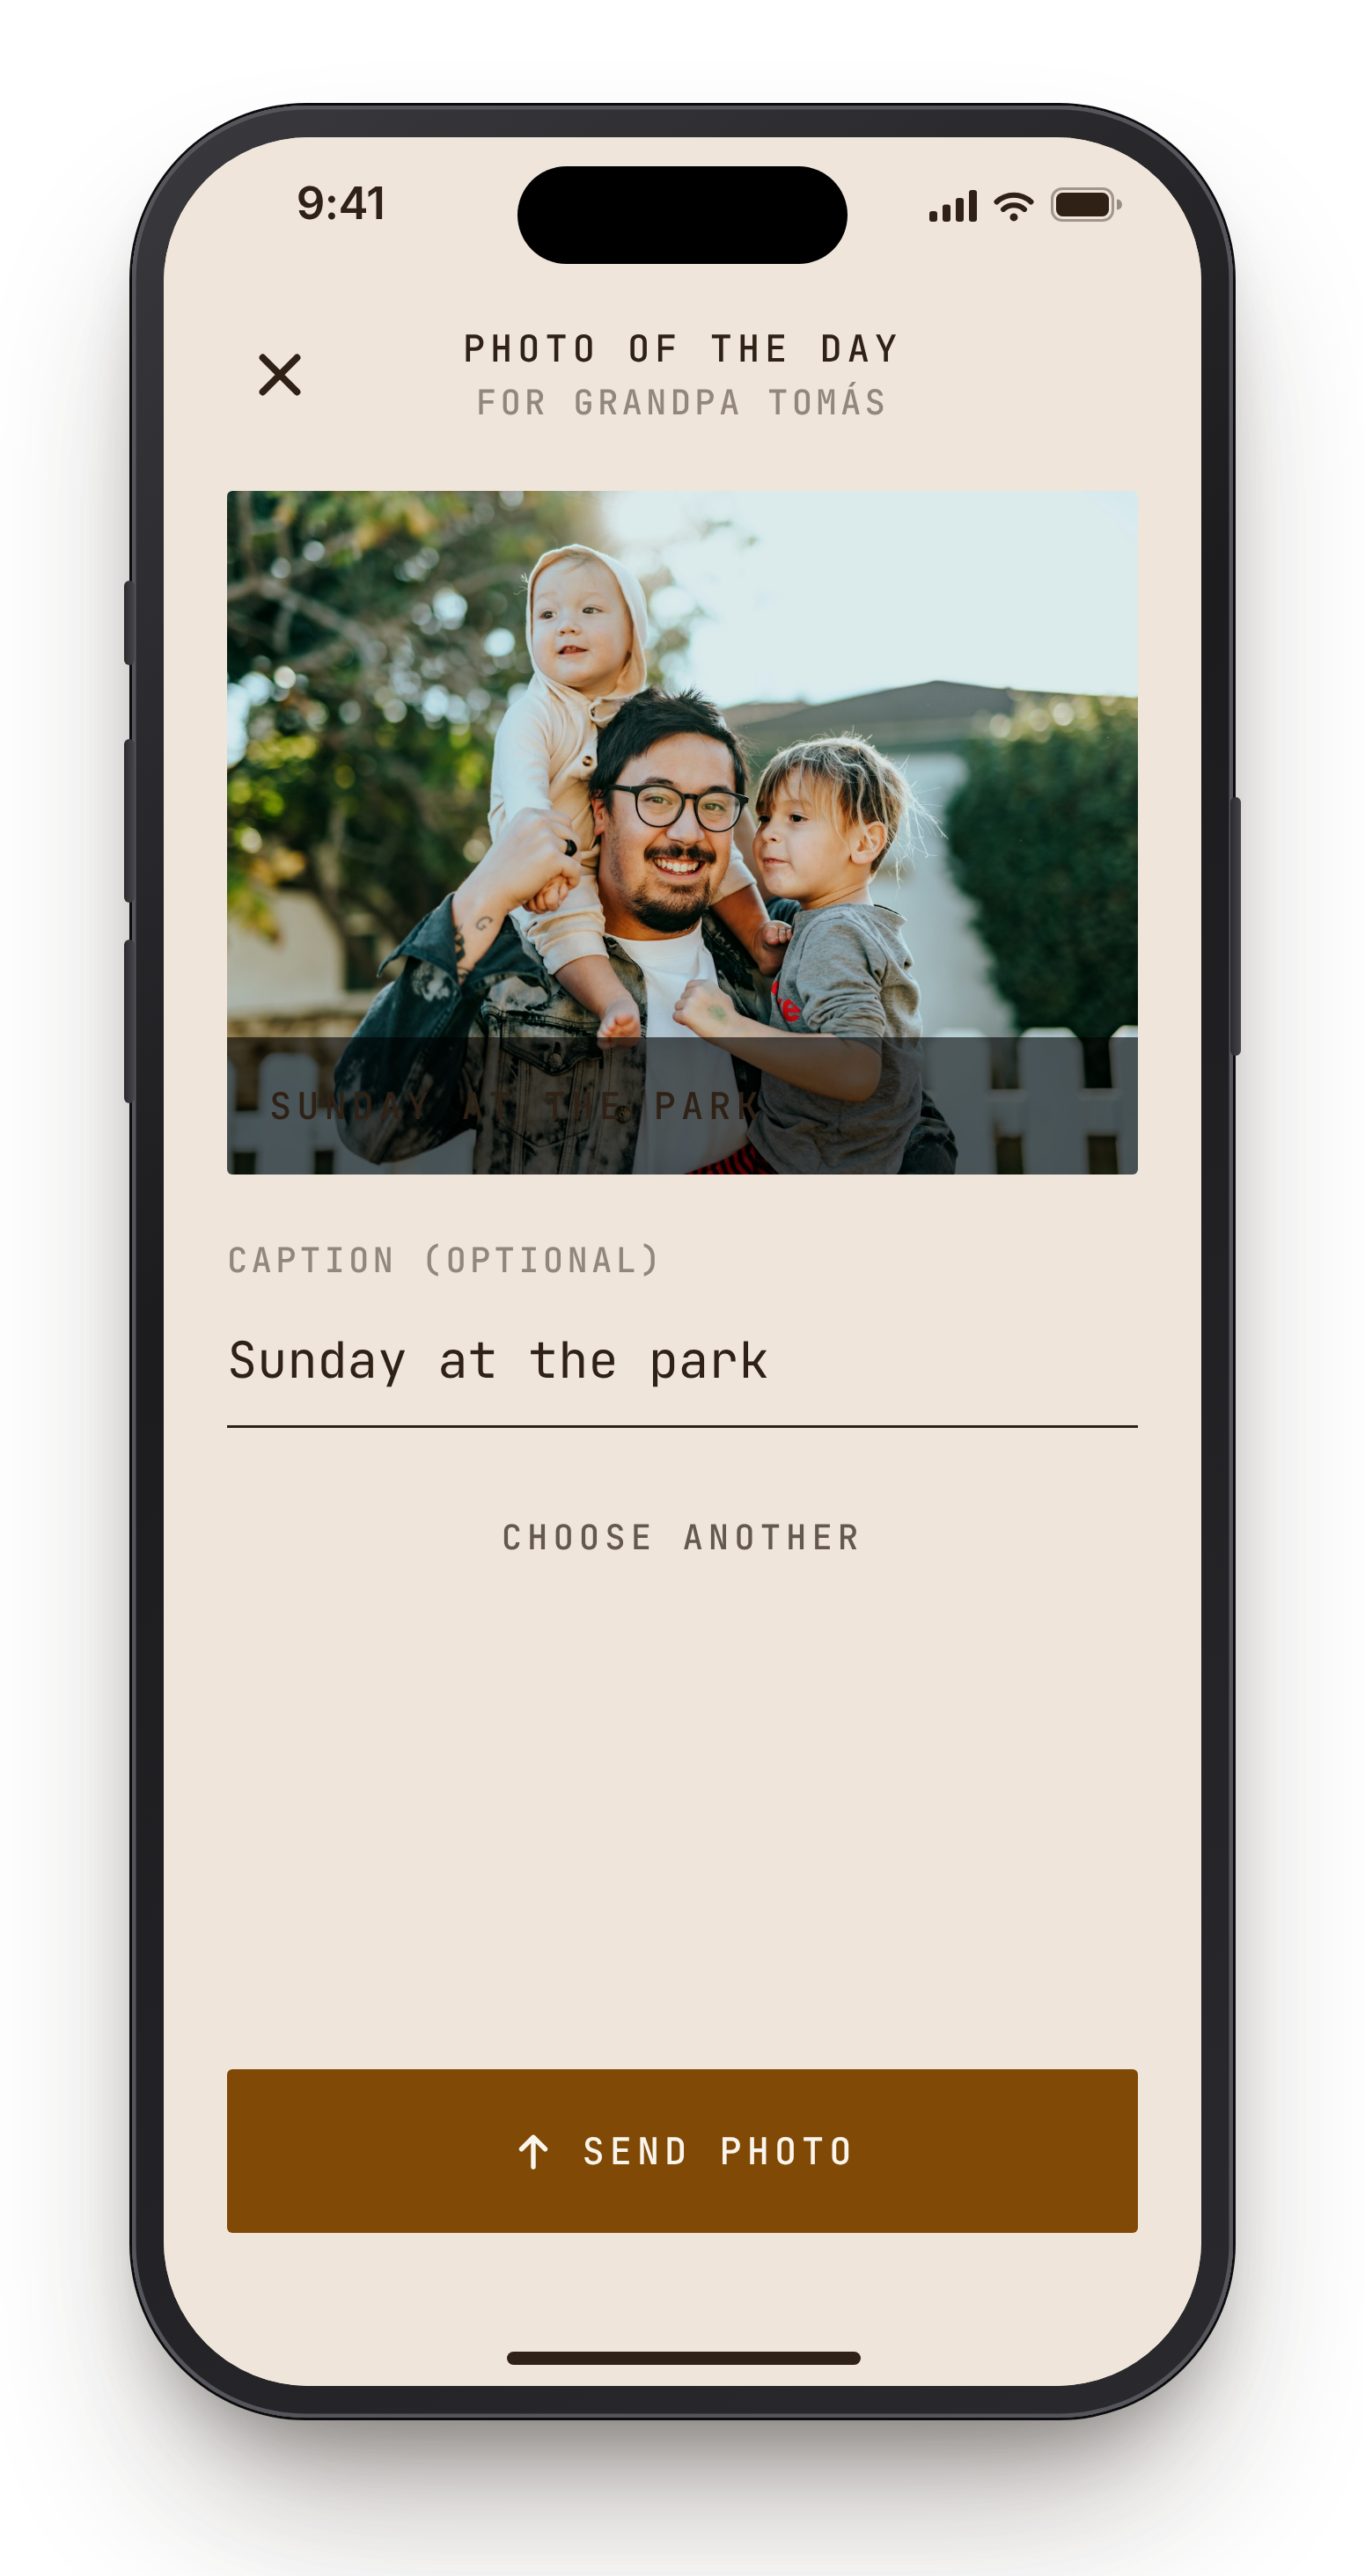 9:41
PHOTO OF THE DAY
FOR GRANDPA TOMÁS
SUNDAY AT THE PARK
CAPTION (OPTIONAL)
Sunday at the park
CHOOSE ANOTHER
↑ SEND PHOTO